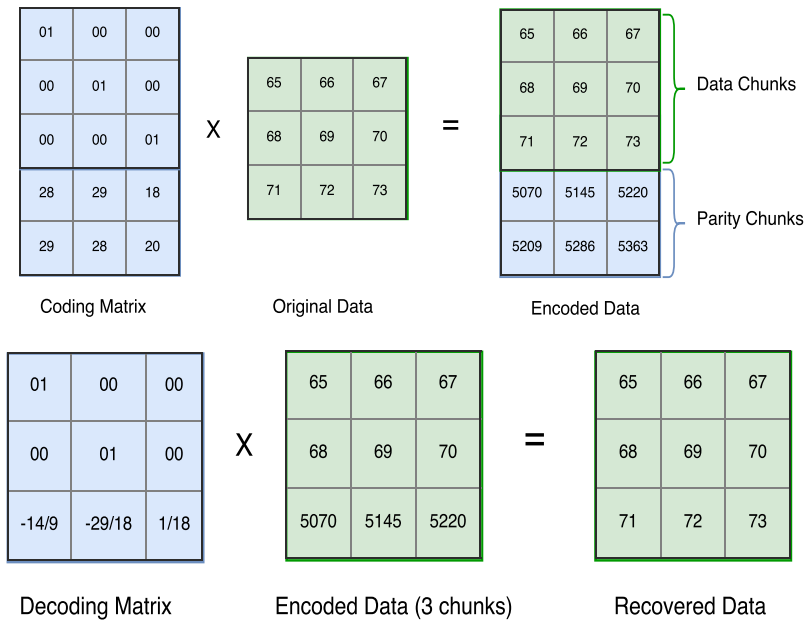 01 00 00
00 01 00
00 00 01
28 29 18
29 28 20
Coding Matrix
X
65 66 67
68 69 70
71 72 73
Original Data
=
65 66 67
68 69 70
71 72 73
5070 5145 5220
5209 5286 5363
Encoded Data
Data Chunks
Parity Chunks
01 00 00
00 01 00
-14/9 -29/18 1/18
Decoding Matrix
X
65 66 67
68 69 70
5070 5145 5220
Encoded Data (3 chunks)
=
65 66 67
68 69 70
71 72 73
Recovered Data